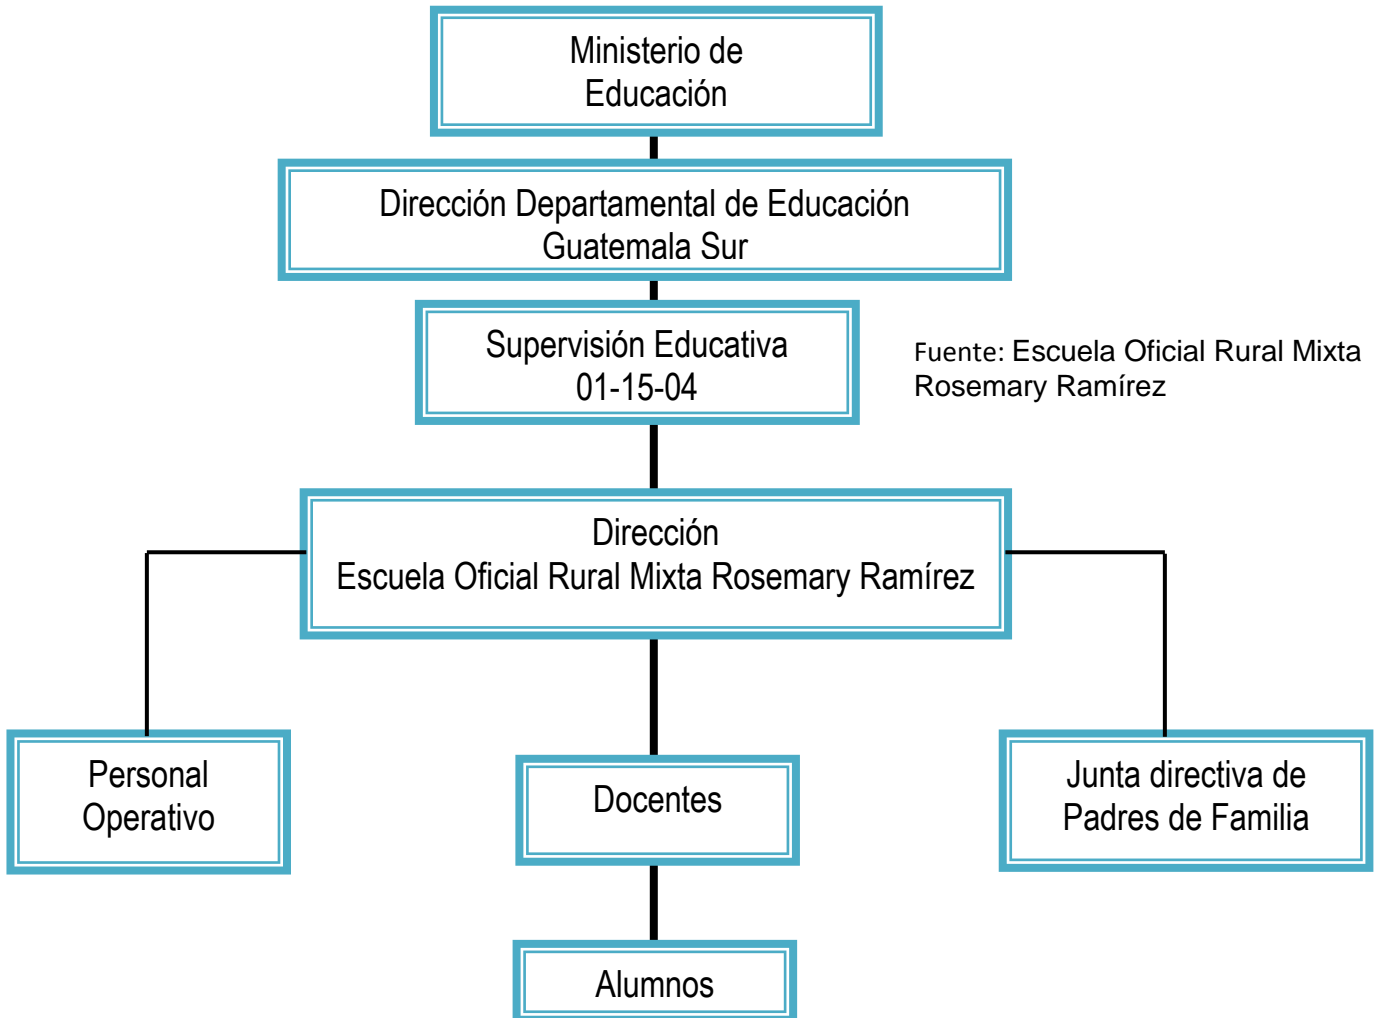 Ministerio de
Educación
Dirección Departamental de Educación
Guatemala Sur
Supervisión Educativa
01-15-04
Fuente: Escuela Oficial Rural Mixta
Rosemary Ramírez
Dirección
Escuela Oficial Rural Mixta Rosemary Ramírez
Personal
Operativo
Docentes
Junta directiva de
Padres de Familia
Alumnos